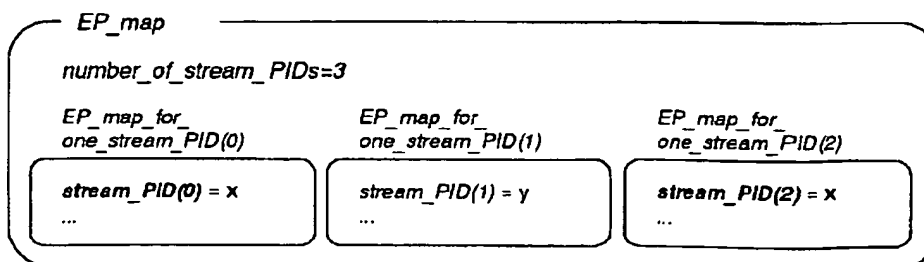 EP_map
number_of_stream_PIDs=3
EP_map_for_
one_stream_PID(0)
EP_map_for_
one_stream_PID(1)
EP_map_for_
one_stream_PID(2)
stream_PID(0) = x
...
stream_PID(1) = y
...
stream_PID(2) = x
...